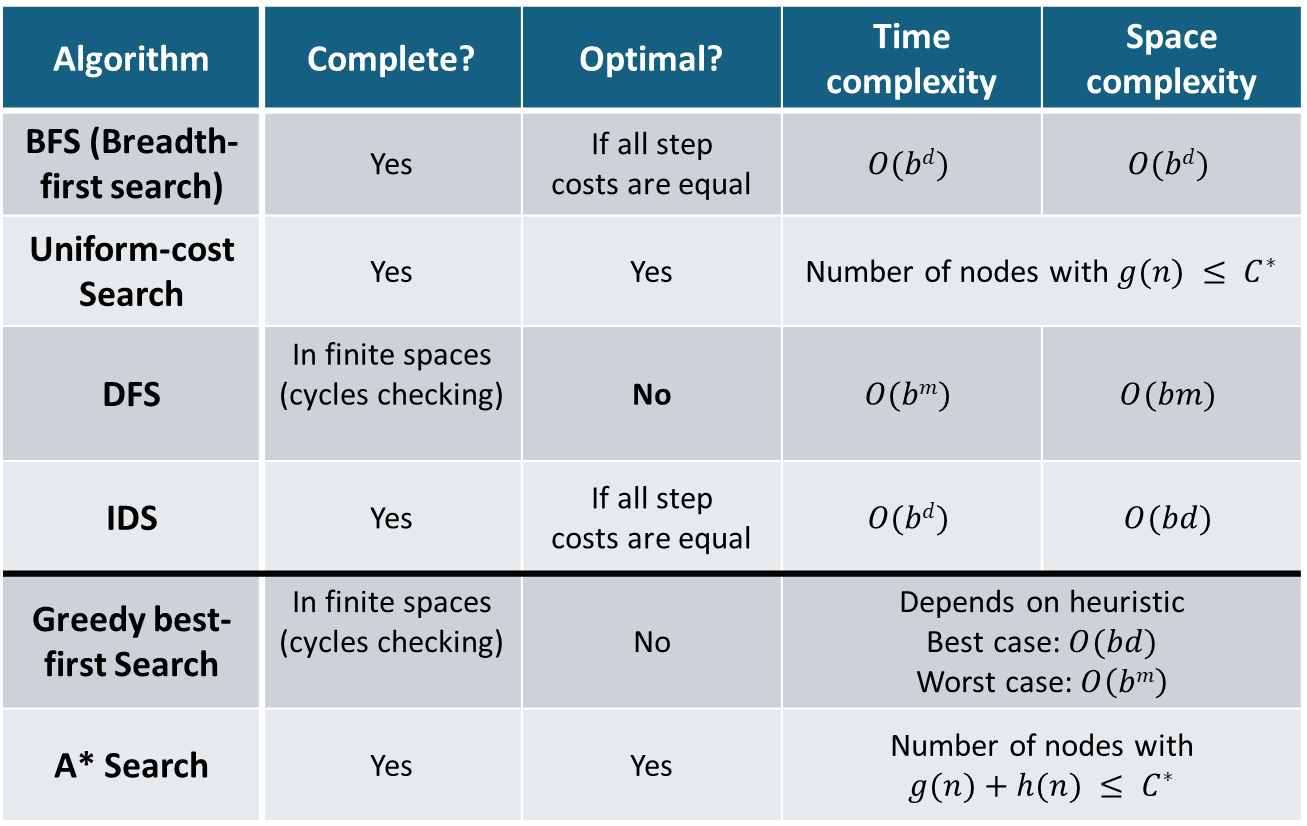 Algorithm
Complete?
Optimal?
Time
complexity
Space
complexity
BFS (Breadth-
first search)
Yes
If all step
costs are equal
O(b^d)
O(b^d)
Uniform-cost
Search
Yes
Yes
Number of nodes with g(n) ≤ C*
DFS
In finite spaces
(cycles checking)
No
O(b^m)
O(bm)
IDS
Yes
If all step
costs are equal
O(b^d)
O(bd)
Greedy best-
first Search
In finite spaces
(cycles checking)
No
Depends on heuristic
Best case: O(bd)
Worst case: O(b^m)
A* Search
Yes
Yes
Number of nodes with
g(n) + h(n) ≤ C*